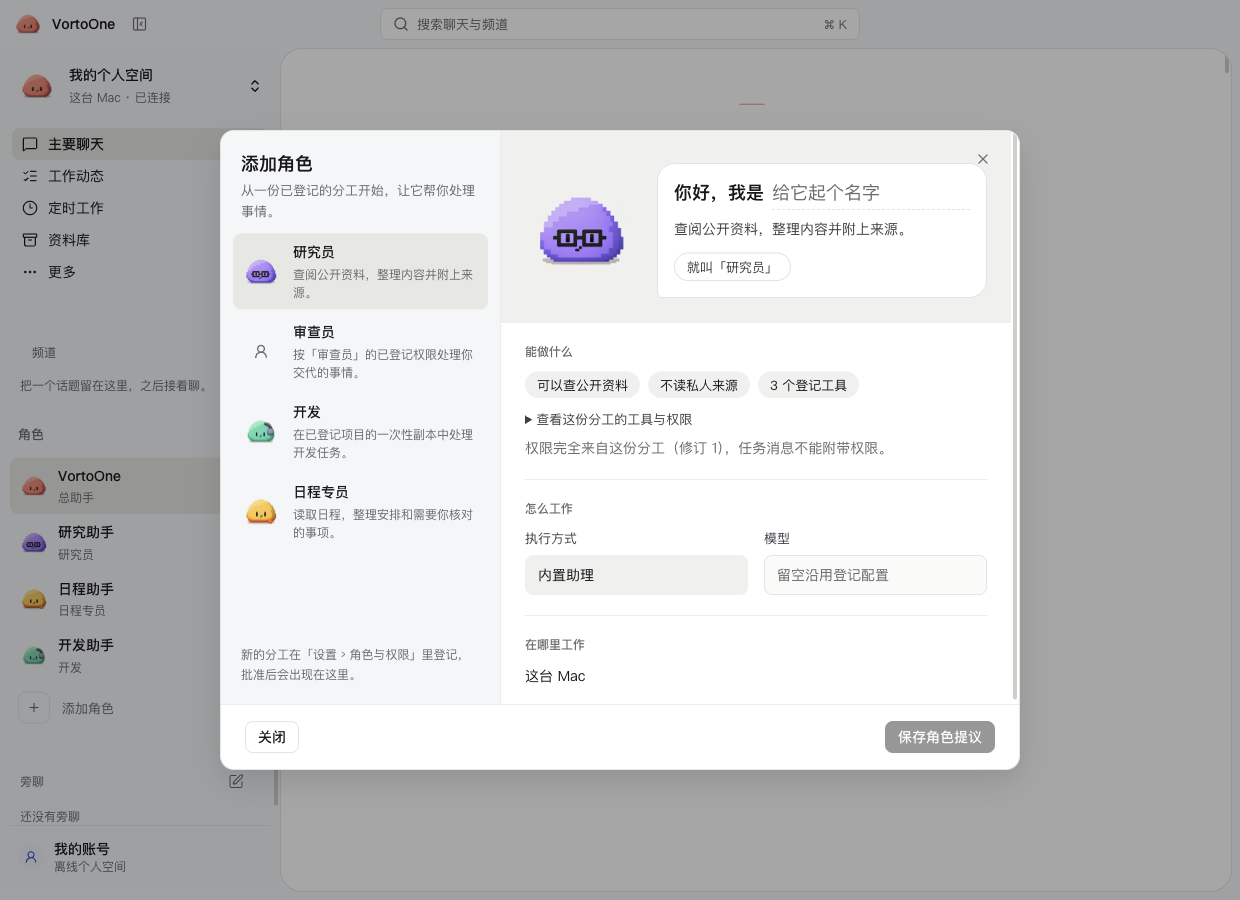 VortoOne
搜索聊天与频道
⌘ K
我的个人空间
这台 Mac · 已连接
主要聊天
工作动态
定时工作
资料库
更多
频道
把一个话题留在这里，之后接着聊。
角色
VortoOne
总助手
研究助手
研究员
日程助手
日程专员
开发助手
开发
添加角色
旁聊
还没有旁聊
我的账号
离线个人空间
添加角色
从一份已登记的分工开始，让它帮你处理
事情。
研究员
查阅公开资料，整理内容并附上来
源。
审查员
按「审查员」的已登记权限处理你
交代的事情。
开发
在已登记项目的一次性副本中处理
开发任务。
日程专员
读取日程，整理安排和需要你核对
的事项。
新的分工在「设置 › 角色与权限」里登记，
批准后会出现在这里。
你好，我是 给它起个名字
查阅公开资料，整理内容并附上来源。
就叫「研究员」
能做什么
可以查公开资料
不读私人来源
3 个登记工具
查看这份分工的工具与权限
权限完全来自这份分工（修订 1），任务消息不能附带权限。
怎么工作
执行方式
模型
内置助理
留空沿用登记配置
在哪里工作
这台 Mac
关闭
保存角色提议